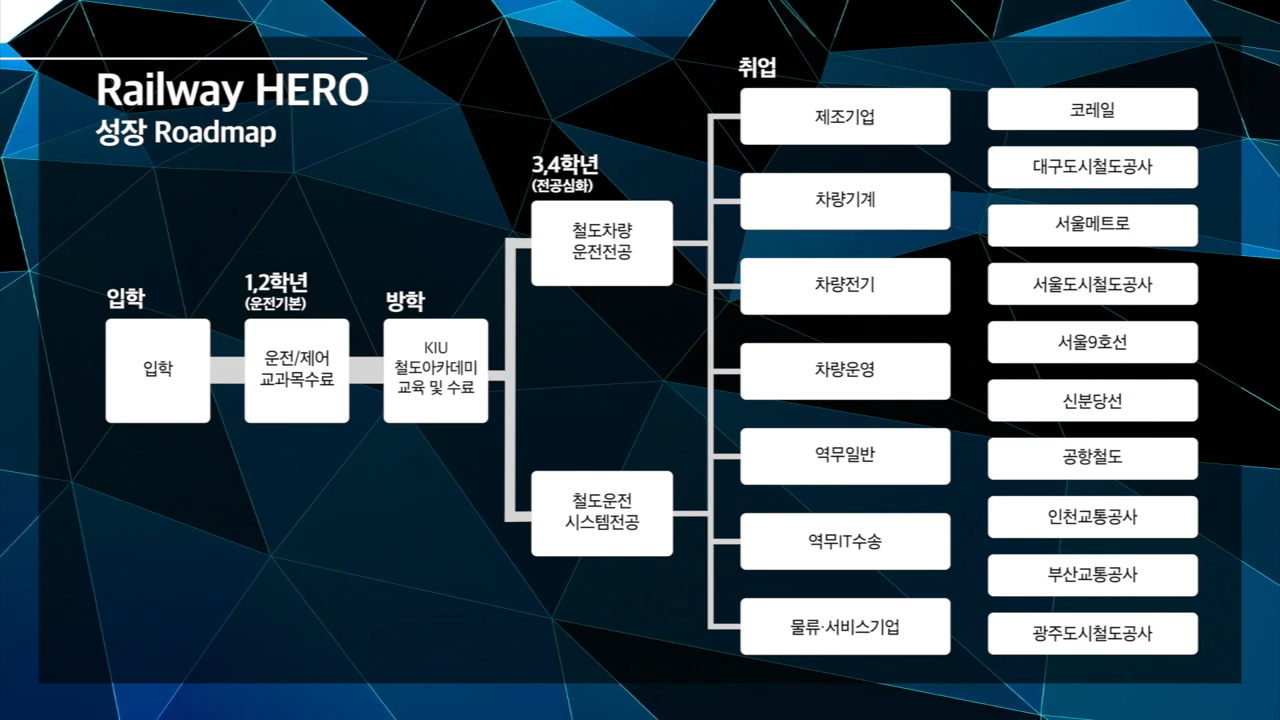 Railway HERO
성장 Roadmap
입학
입학
1,2학년
(운전기본)
운전/제어
교과목수료
방학
KIU
철도아카데미
교육 및 수료
3,4학년
(전공심화)
철도차량
운전전공
철도운전
시스템전공
취업
제조기업
차량기계
차량전기
차량운영
역무일반
역무IT수송
물류·서비스기업
코레일
대구도시철도공사
서울메트로
서울도시철도공사
서울9호선
신분당선
공항철도
인천교통공사
부산교통공사
광주도시철도공사